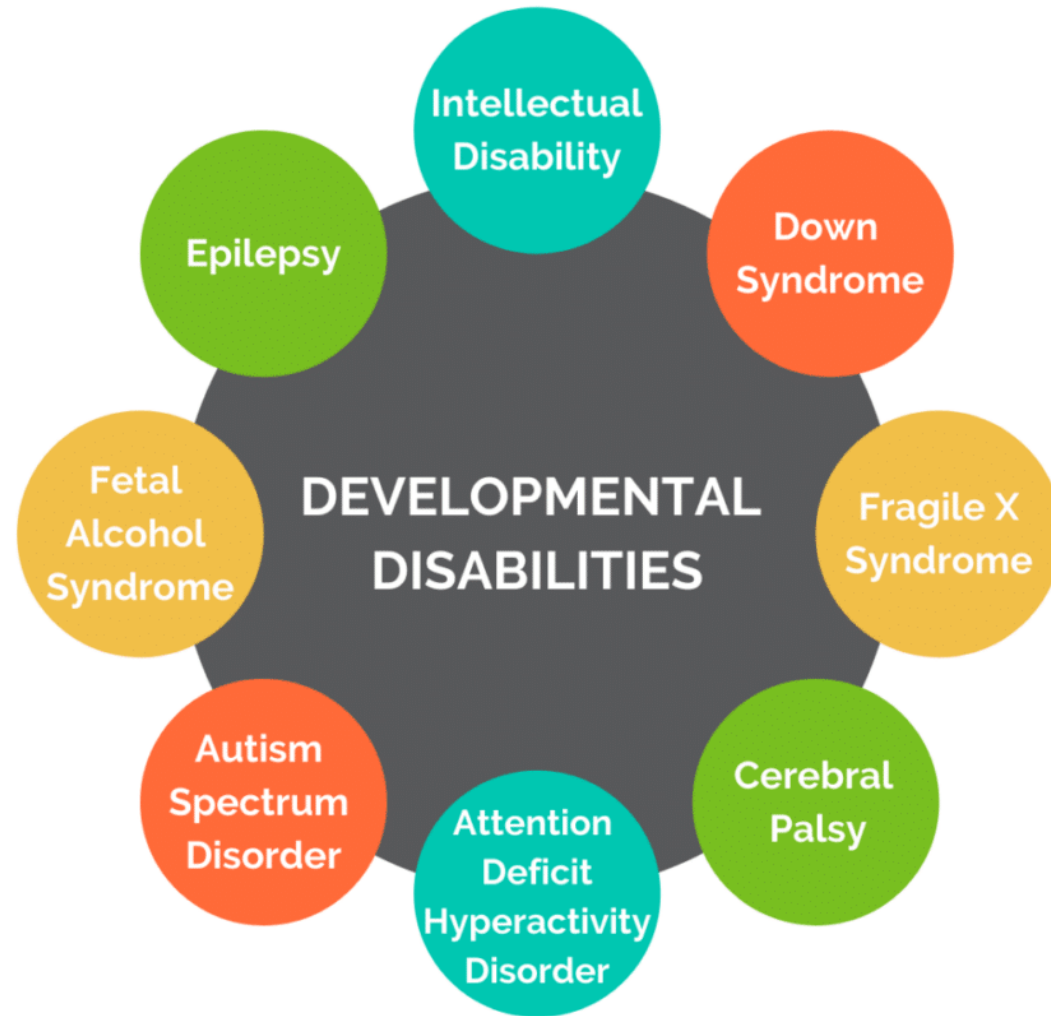 Intellectual
Disability
Down
Syndrome
Fragile X
Syndrome
Cerebral
Palsy
Attention
Deficit
Hyperactivity
Disorder
Autism
Spectrum
Disorder
Fetal
Alcohol
Syndrome
Epilepsy
DEVELOPMENTAL
DISABILITIES